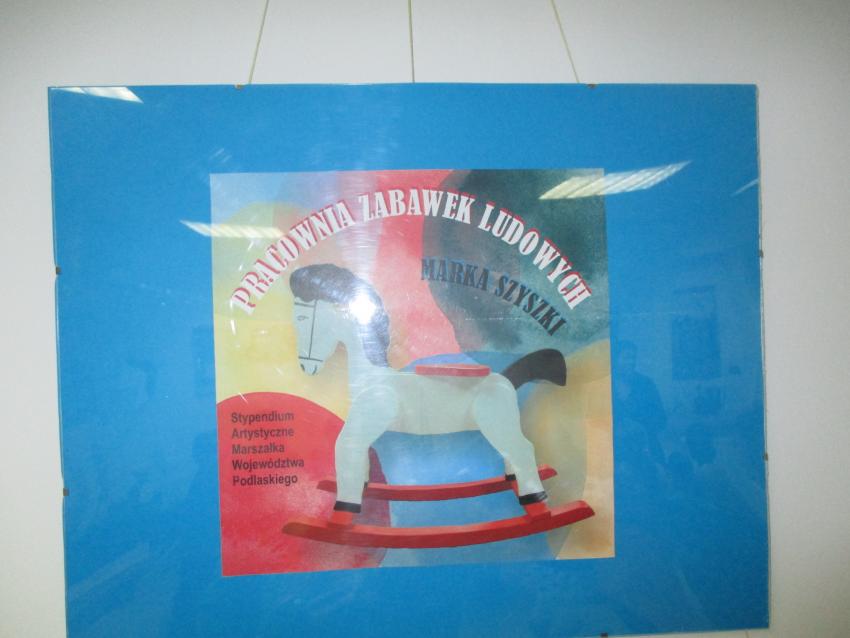 PRACOWNIA ZABAWEK LUDOWYCH
MARKA SZYSZKI
Stypendium
Artystyczne
Marszałka
Województwa
Podlaskiego